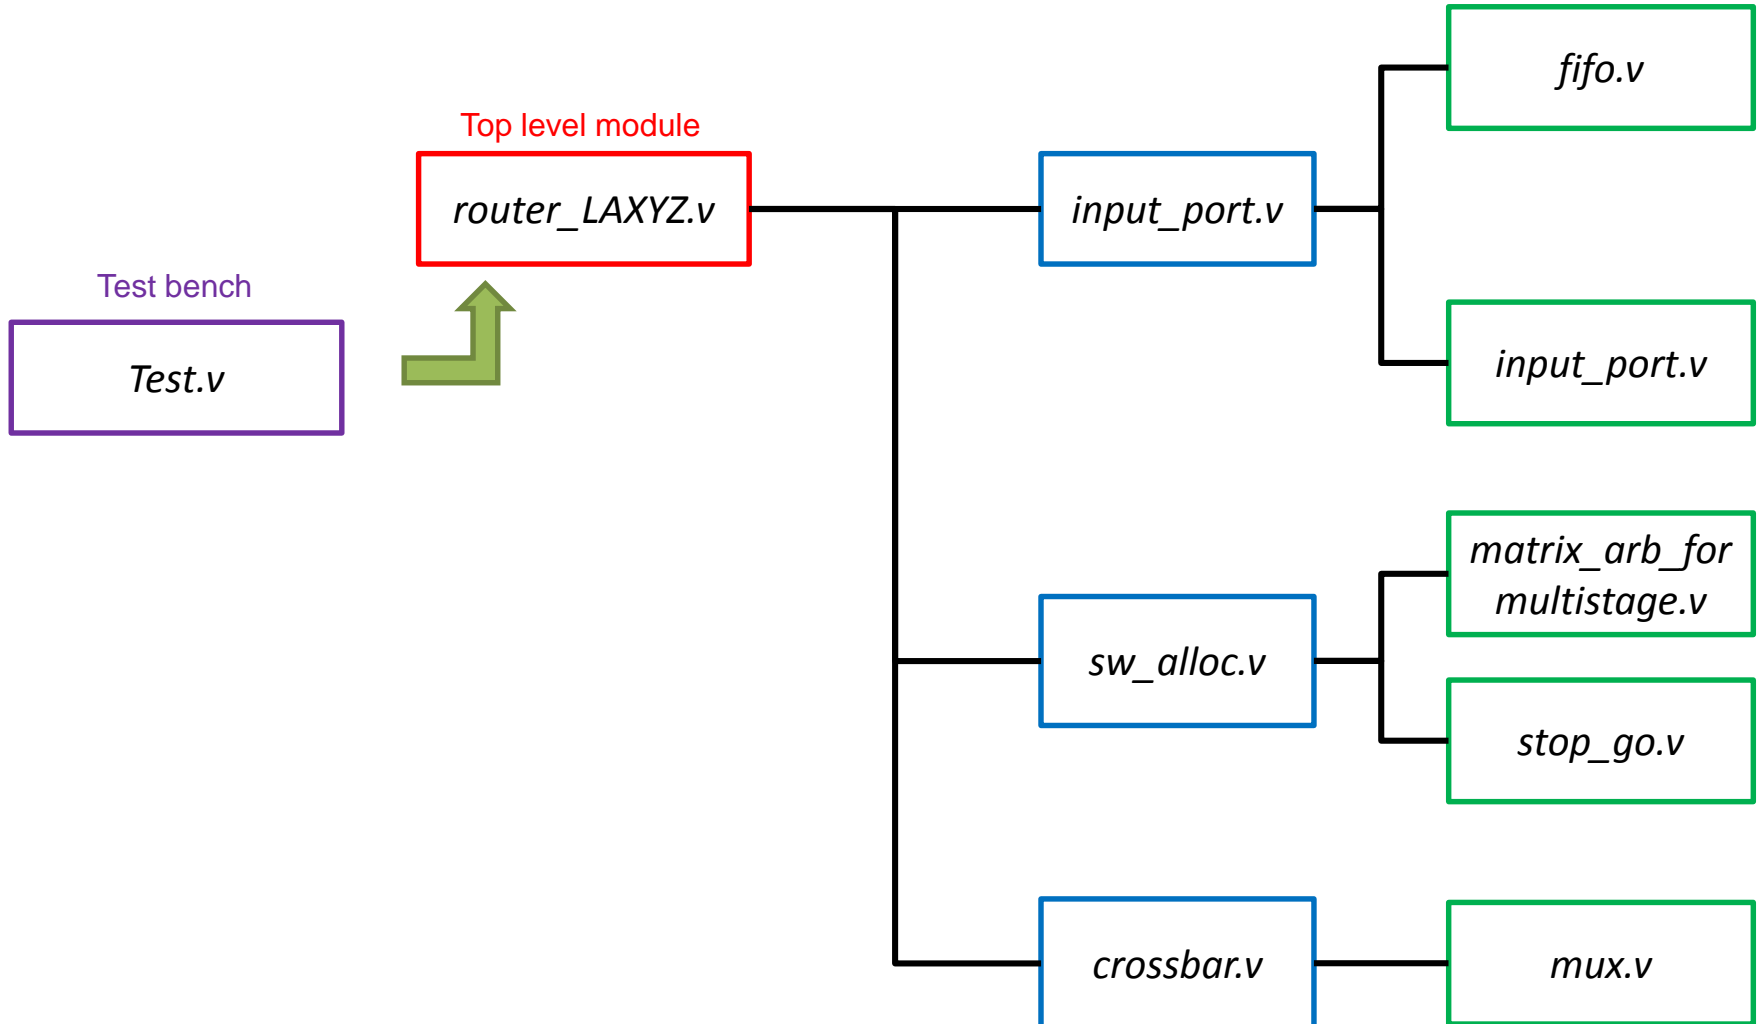 fifo.v
Top level module
router_LAXYZ.v
input_port.v
Test bench
Test.v
input_port.v
matrix_arb_for
multistage.v
sw_alloc.v
stop_go.v
crossbar.v
mux.v